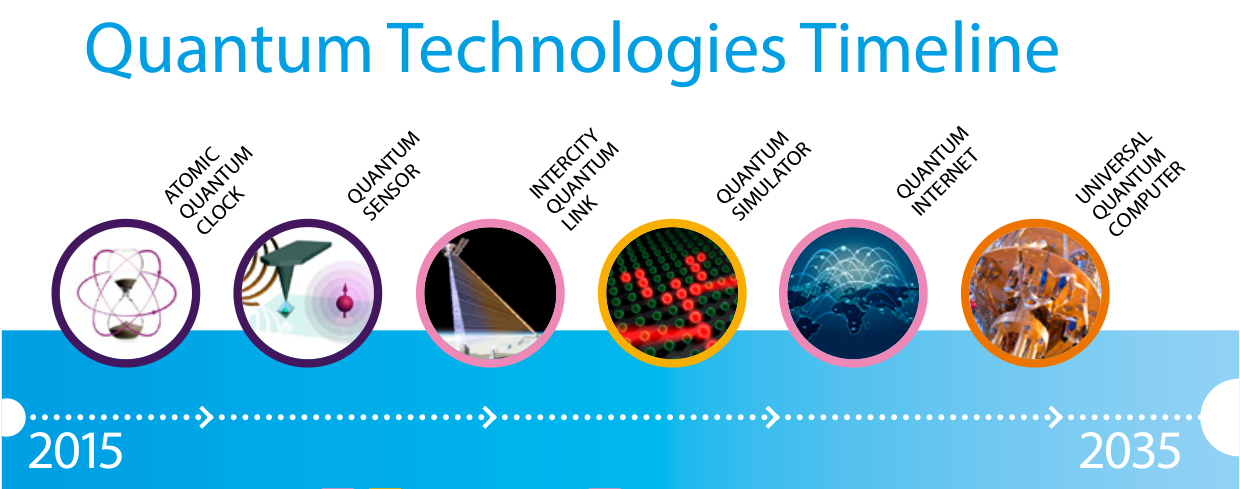 Quantum Technologies Timeline
ATOMIC
QUANTUM
CLOCK
QUANTUM
SENSOR
INTERCITY
QUANTUM
LINK
QUANTUM
SIMULATOR
QUANTUM
INTERNET
UNIVERSAL
QUANTUM
COMPUTER
2015
2035